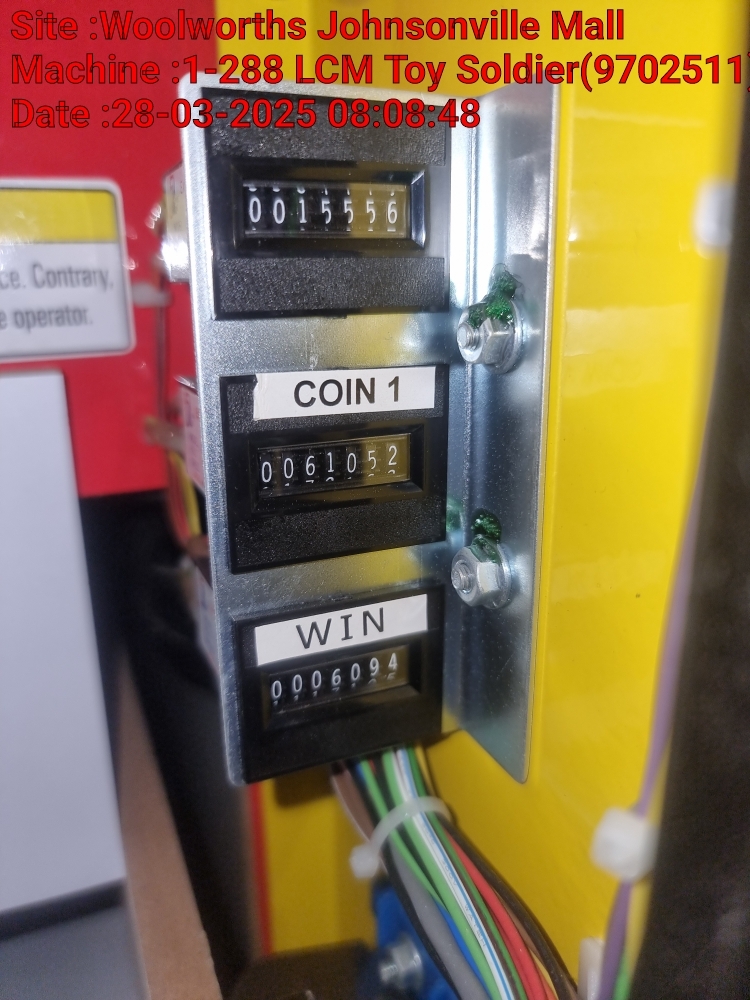 Site :Woolworths Johnsonville Mall
Machine :1-288 LCM Toy Soldier(9702511)
Date :28-03-2025 08:08:48
0015556
ce. Contrary,
e operator.
COIN 1
0061052
WIN
0006094